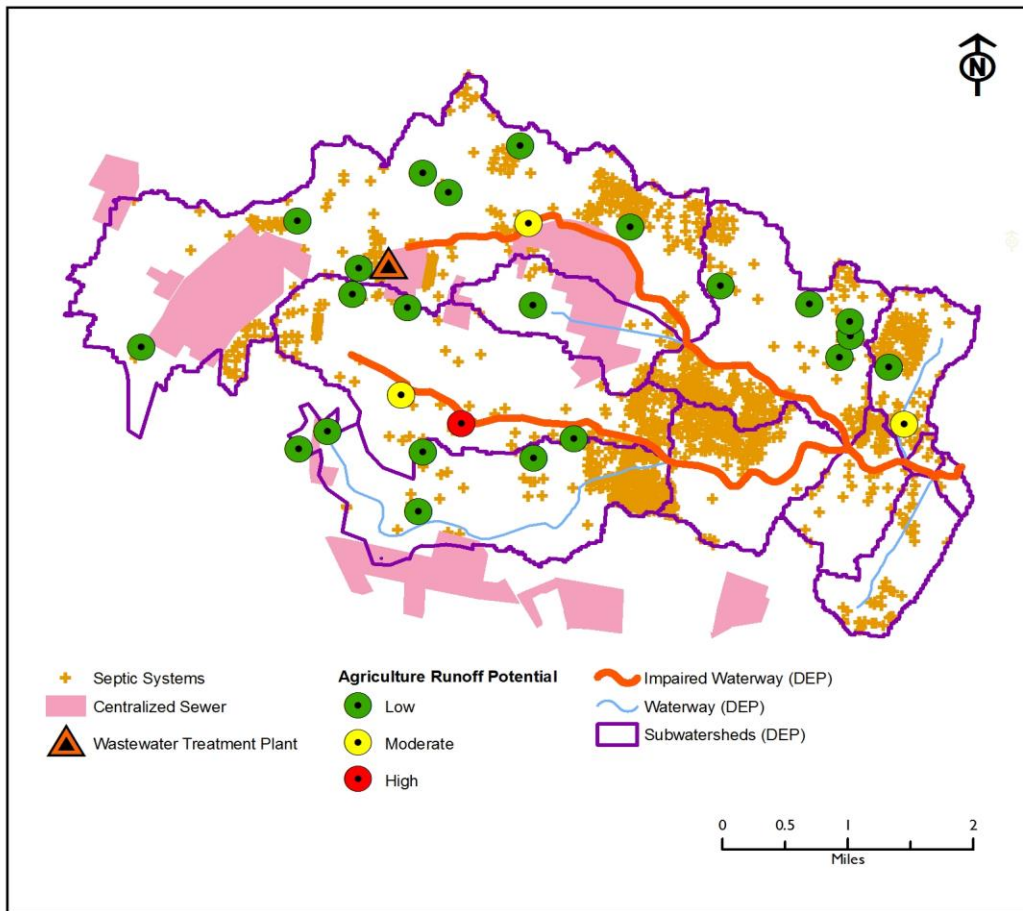 N
Septic Systems
Centralized Sewer
Wastewater Treatment Plant
Agriculture Runoff Potential
Low
Moderate
High
Impaired Waterway (DEP)
Waterway (DEP)
Subwatersheds (DEP)
0 0.5 1 2
Miles